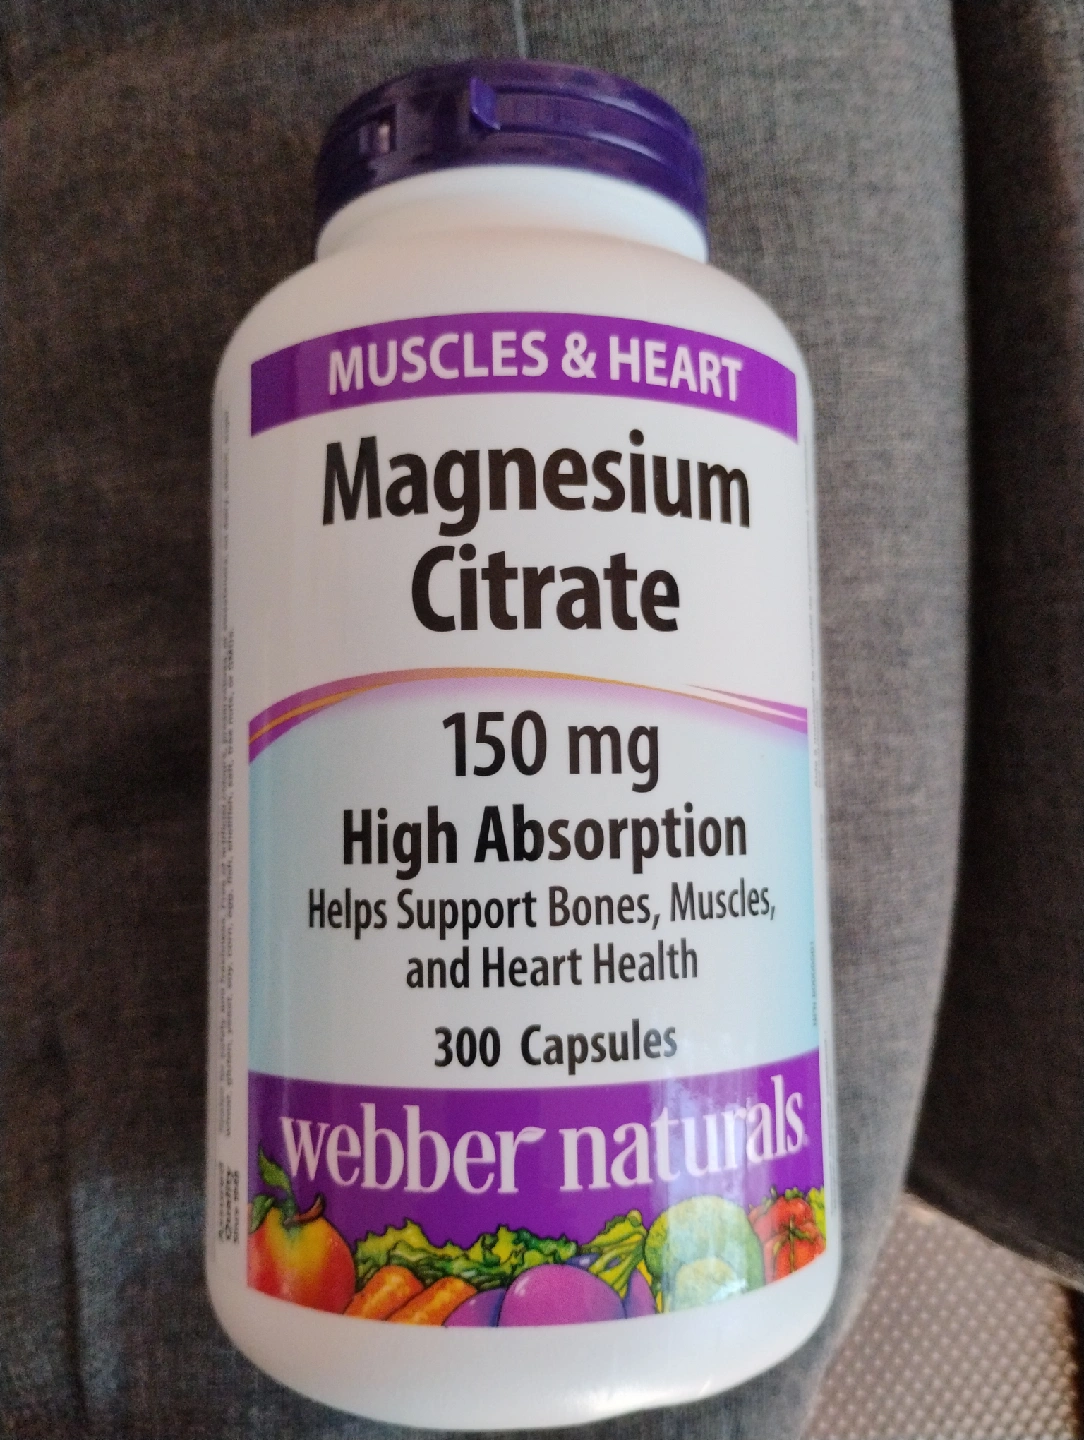 MUSCLES & HEART
Magnesium
Citrate
150 mg
High Absorption
Helps Support Bones, Muscles,
and Heart Health
300 Capsules
webber naturals